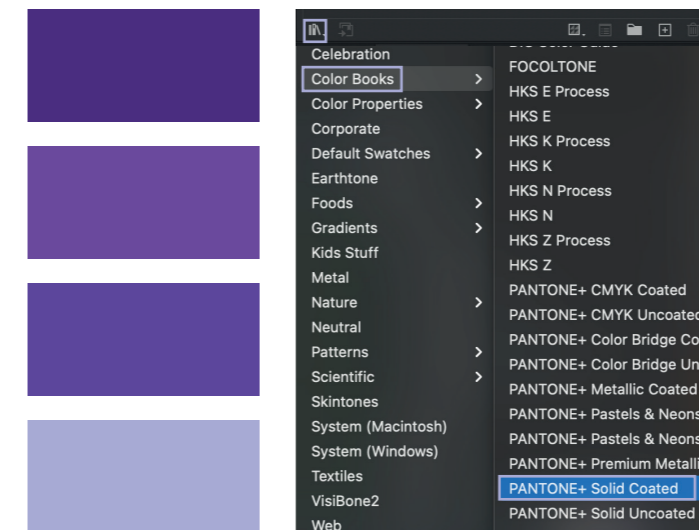 Celebration
Color Books
Color Properties
Corporate
Default Swatches
Earthtone
Foods
Gradients
Kids Stuff
Metal
Nature
Neutral
Patterns
Scientific
Skintones
System (Macintosh)
System (Windows)
Textiles
VisiBone2
Web
FOCOLTONE
HKS E Process
HKS E
HKS K Process
HKS K
HKS N Process
HKS N
HKS Z Process
HKS Z
PANTONE+ CMYK Coated
PANTONE+ CMYK Uncoated
PANTONE+ Color Bridge Co
PANTONE+ Color Bridge Un
PANTONE+ Metallic Coated
PANTONE+ Pastels & Neons
PANTONE+ Pastels & Neons
PANTONE+ Premium Metalli
PANTONE+ Solid Coated
PANTONE+ Solid Uncoated